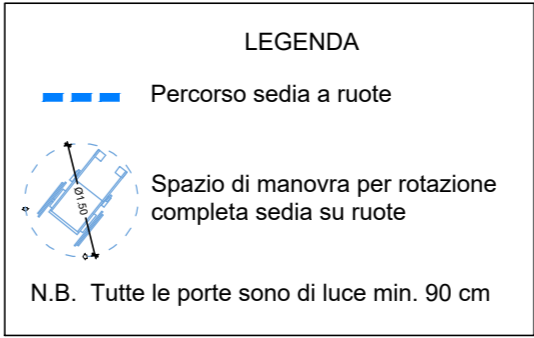 LEGENDA
Percorso sedia a ruote
Ø1.50
Spazio di manovra per rotazione
completa sedia su ruote
N.B. Tutte le porte sono di luce min. 90 cm